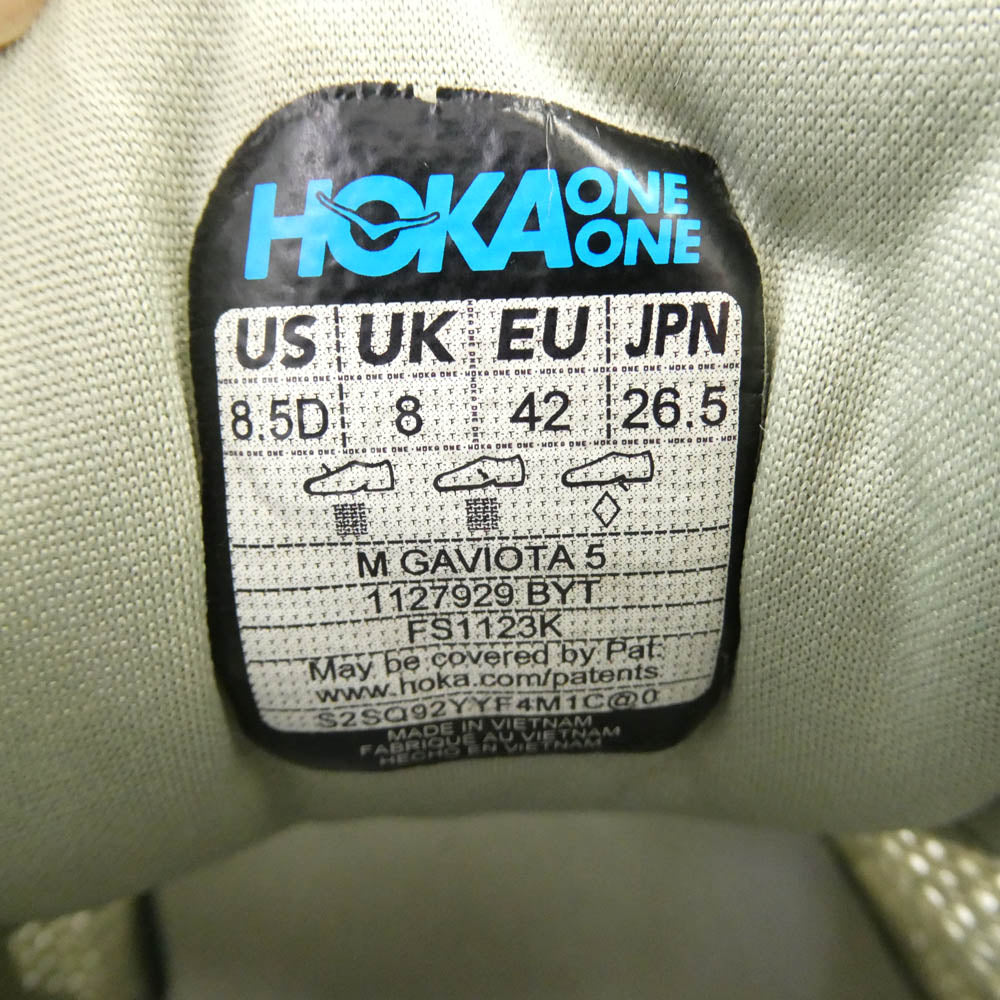 HOKA ONE ONE
US UK EU JPN
8.5D 8 42 26.5
M GAVIOTA 5
1127929 BYT
FS1123K
May be covered by Pat:
www.hoka.com/patents
S2SQ92YYF4M1C@0
MADE IN VIETNAM
FABRIQUÉ AU VIETNAM
HECHO EN VIETNAM